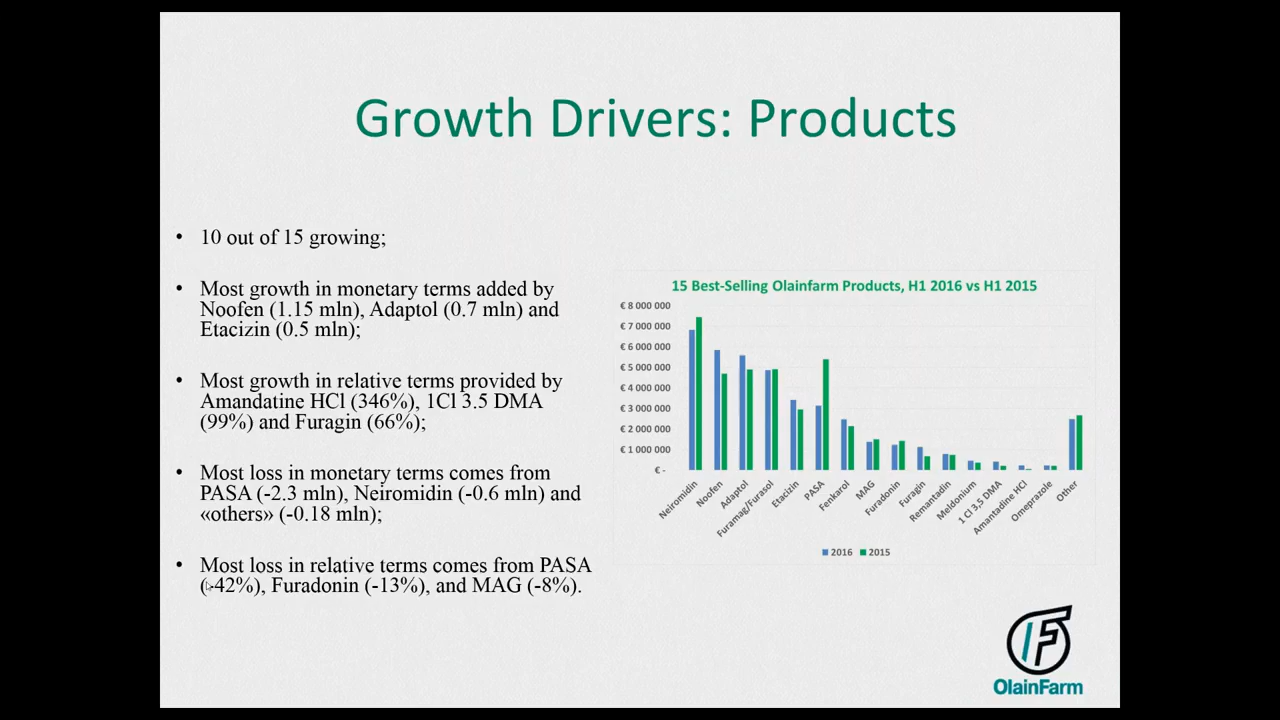 Growth Drivers: Products
• 10 out of 15 growing;
• Most growth in monetary terms added by
Noofen (1.15 mln), Adaptol (0.7 mln) and
Etacizin (0.5 mln);
• Most growth in relative terms provided by
Amandatine HCl (346%), 1Cl 3.5 DMA
(99%) and Furagin (66%);
• Most loss in monetary terms comes from
PASA (-2.3 mln), Neiromidin (-0.6 mln) and
«others» (-0.18 mln);
• Most loss in relative terms comes from PASA
(-42%), Furadonin (-13%), and MAG (-8%).
15 Best-Selling Olainfarm Products, H1 2016 vs H1 2015
€ 8 000 000
€ 7 000 000
€ 6 000 000
€ 5 000 000
€ 4 000 000
€ 3 000 000
€ 2 000 000
€ 1 000 000
€ -
Neiromidin
Noofen
Adaptol
Furamag/Furasol
Etacizin
PASA
Fenkarol
MAG
Furadonin
Furagin
Remantadin
Meldonium
1 Cl 3,5 DMA
Amantadine HCl
Omeprazole
Other
2016 2015
OlainFarm